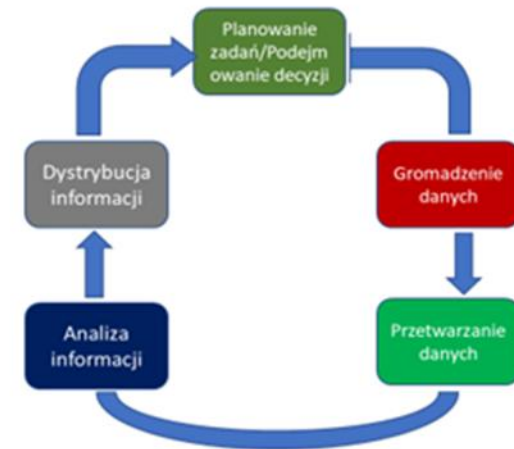 Planowanie
zadań/Podejm
owanie decyzji
Dystrybucja
informacji
Gromadzenie
danych
Analiza
informacji
Przetwarzanie
danych